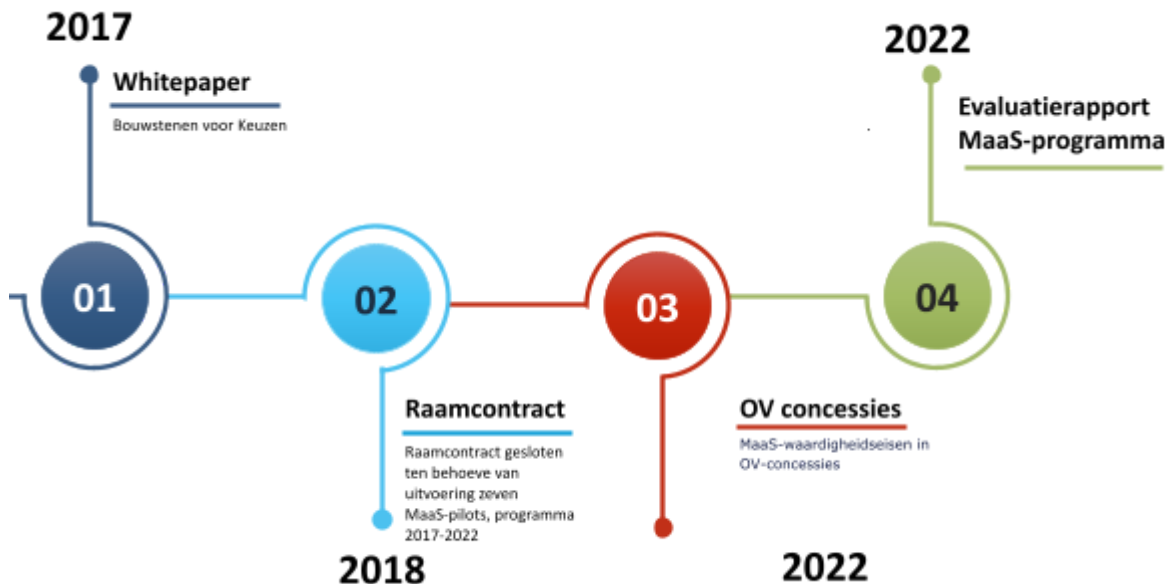 2017
Whitepaper
Bouwstenen voor Keuzen
2022
Evaluatierapport
MaaS-programma
01
02
03
04
Raamcontract
Raamcontract gesloten
ten behoeve van
uitvoering zeven
MaaS-pilots, programma
2017-2022
2018
OV concessies
MaaS-waardigheidseisen in
OV-concessies
2022